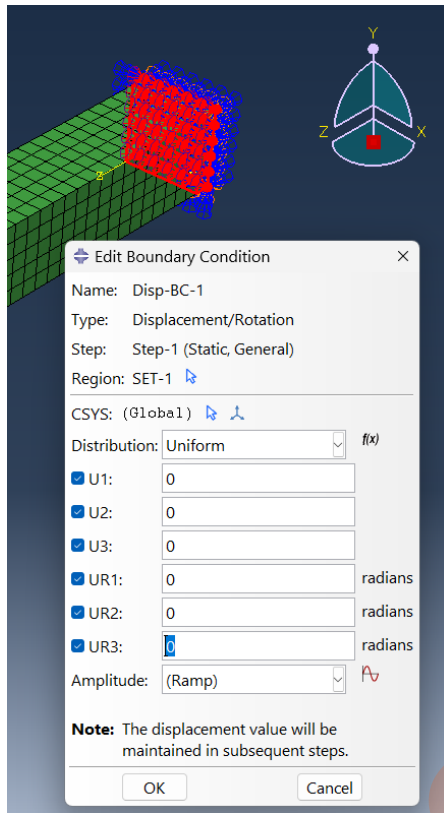 Y
Z
X
z
Edit Boundary Condition
Name: Disp-BC-1
Type: Displacement/Rotation
Step: Step-1 (Static, General)
Region: SET-1
CSYS: (Global)
Distribution: Uniform f(x)
U1: 0
U2: 0
U3: 0
UR1: 0 radians
UR2: 0 radians
UR3: 0 radians
Amplitude: (Ramp)
Note: The displacement value will be
maintained in subsequent steps.
OK Cancel